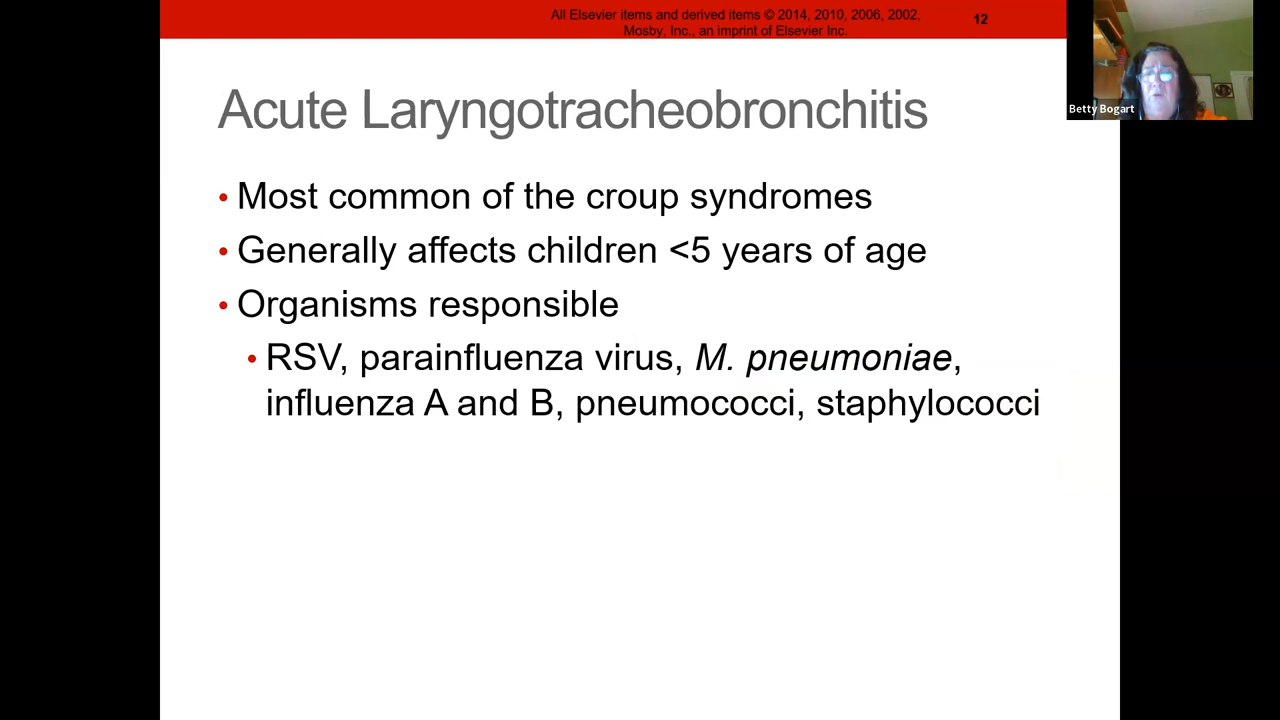 All Elsevier items and derived items © 2014, 2010, 2006, 2002,
Mosby, Inc., an imprint of Elsevier Inc.
12
Betty Bogart
Acute Laryngotracheobronchitis
• Most common of the croup syndromes
• Generally affects children <5 years of age
• Organisms responsible
• RSV, parainfluenza virus, M. pneumoniae,
influenza A and B, pneumococci, staphylococci